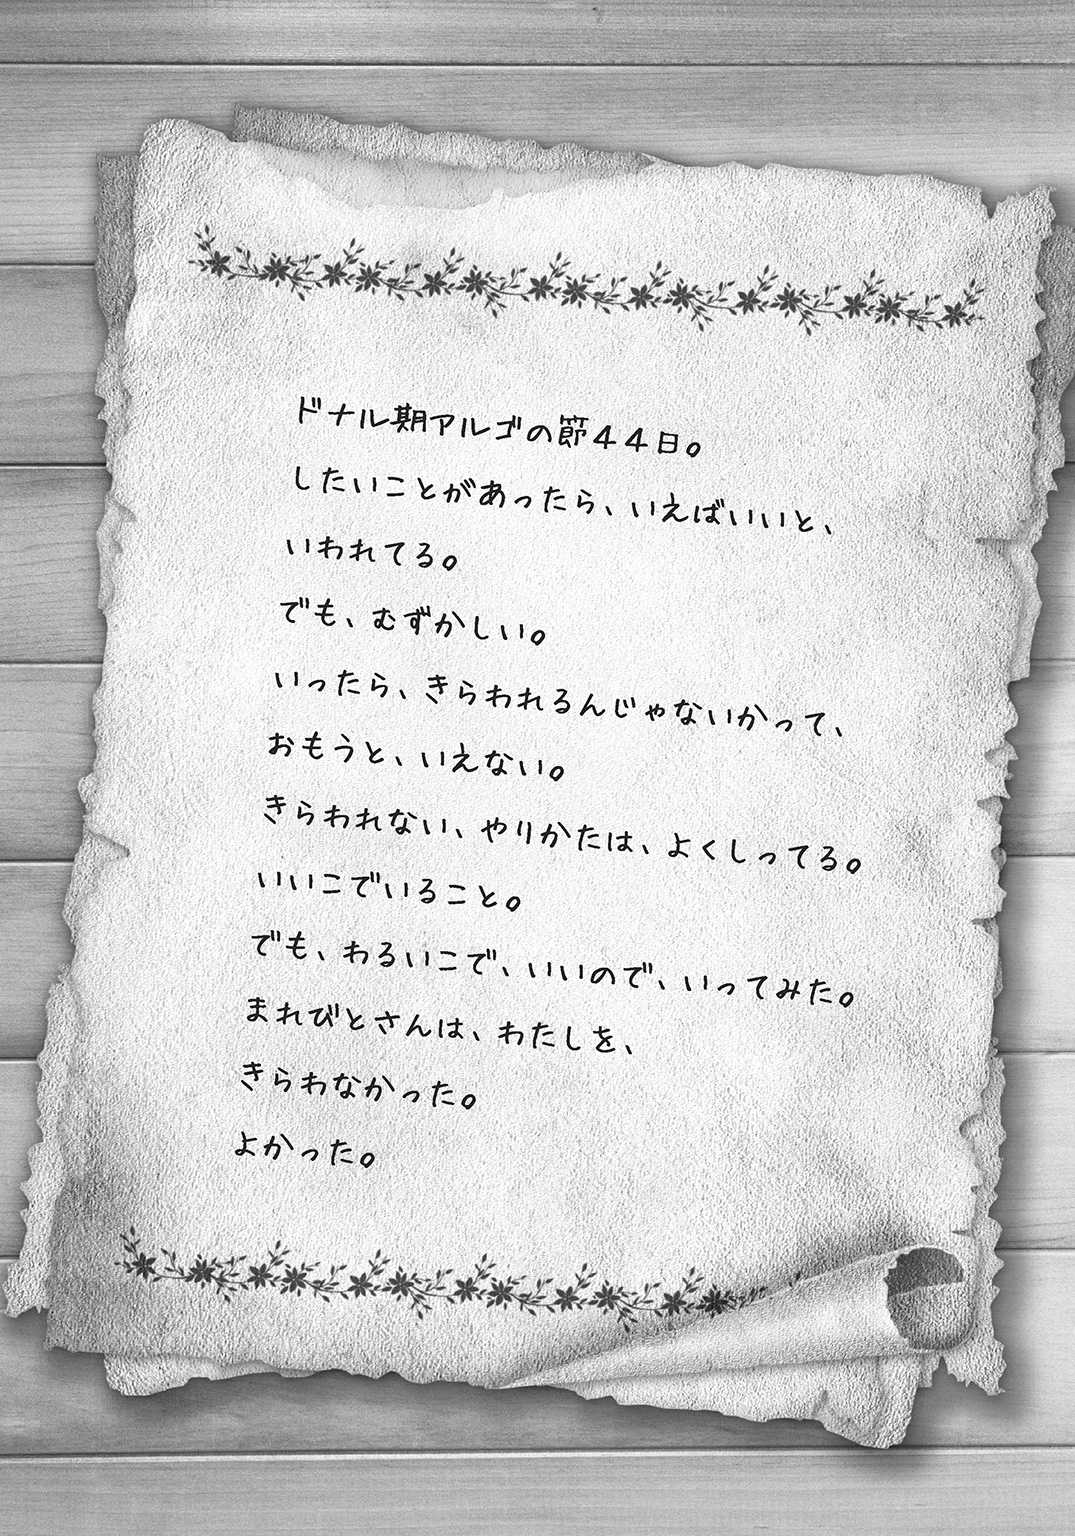 ドナル期アルゴの節44日。
したいことがあったら、いえばいいと、
いわれてる。
でも、むずかしい。
いったら、きらわれるんじゃないかって、
おもうと、いえない。
きらわれない、やりかたは、よくしってる。
いいこでいること。
でも、わるいこで、いいので、いってみた。
まれびとさんは、わたしを、
きらわなかった。
よかった。